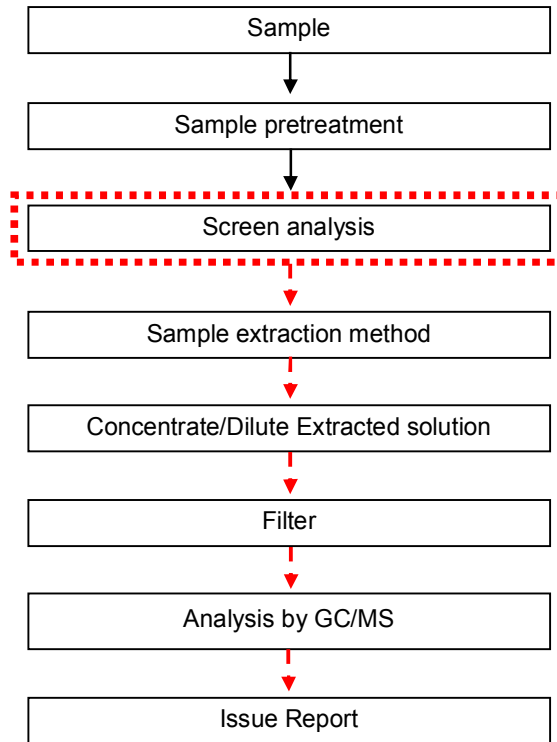 Sample
Sample pretreatment
Screen analysis
Sample extraction method
Concentrate/Dilute Extracted solution
Filter
Analysis by GC/MS
Issue Report